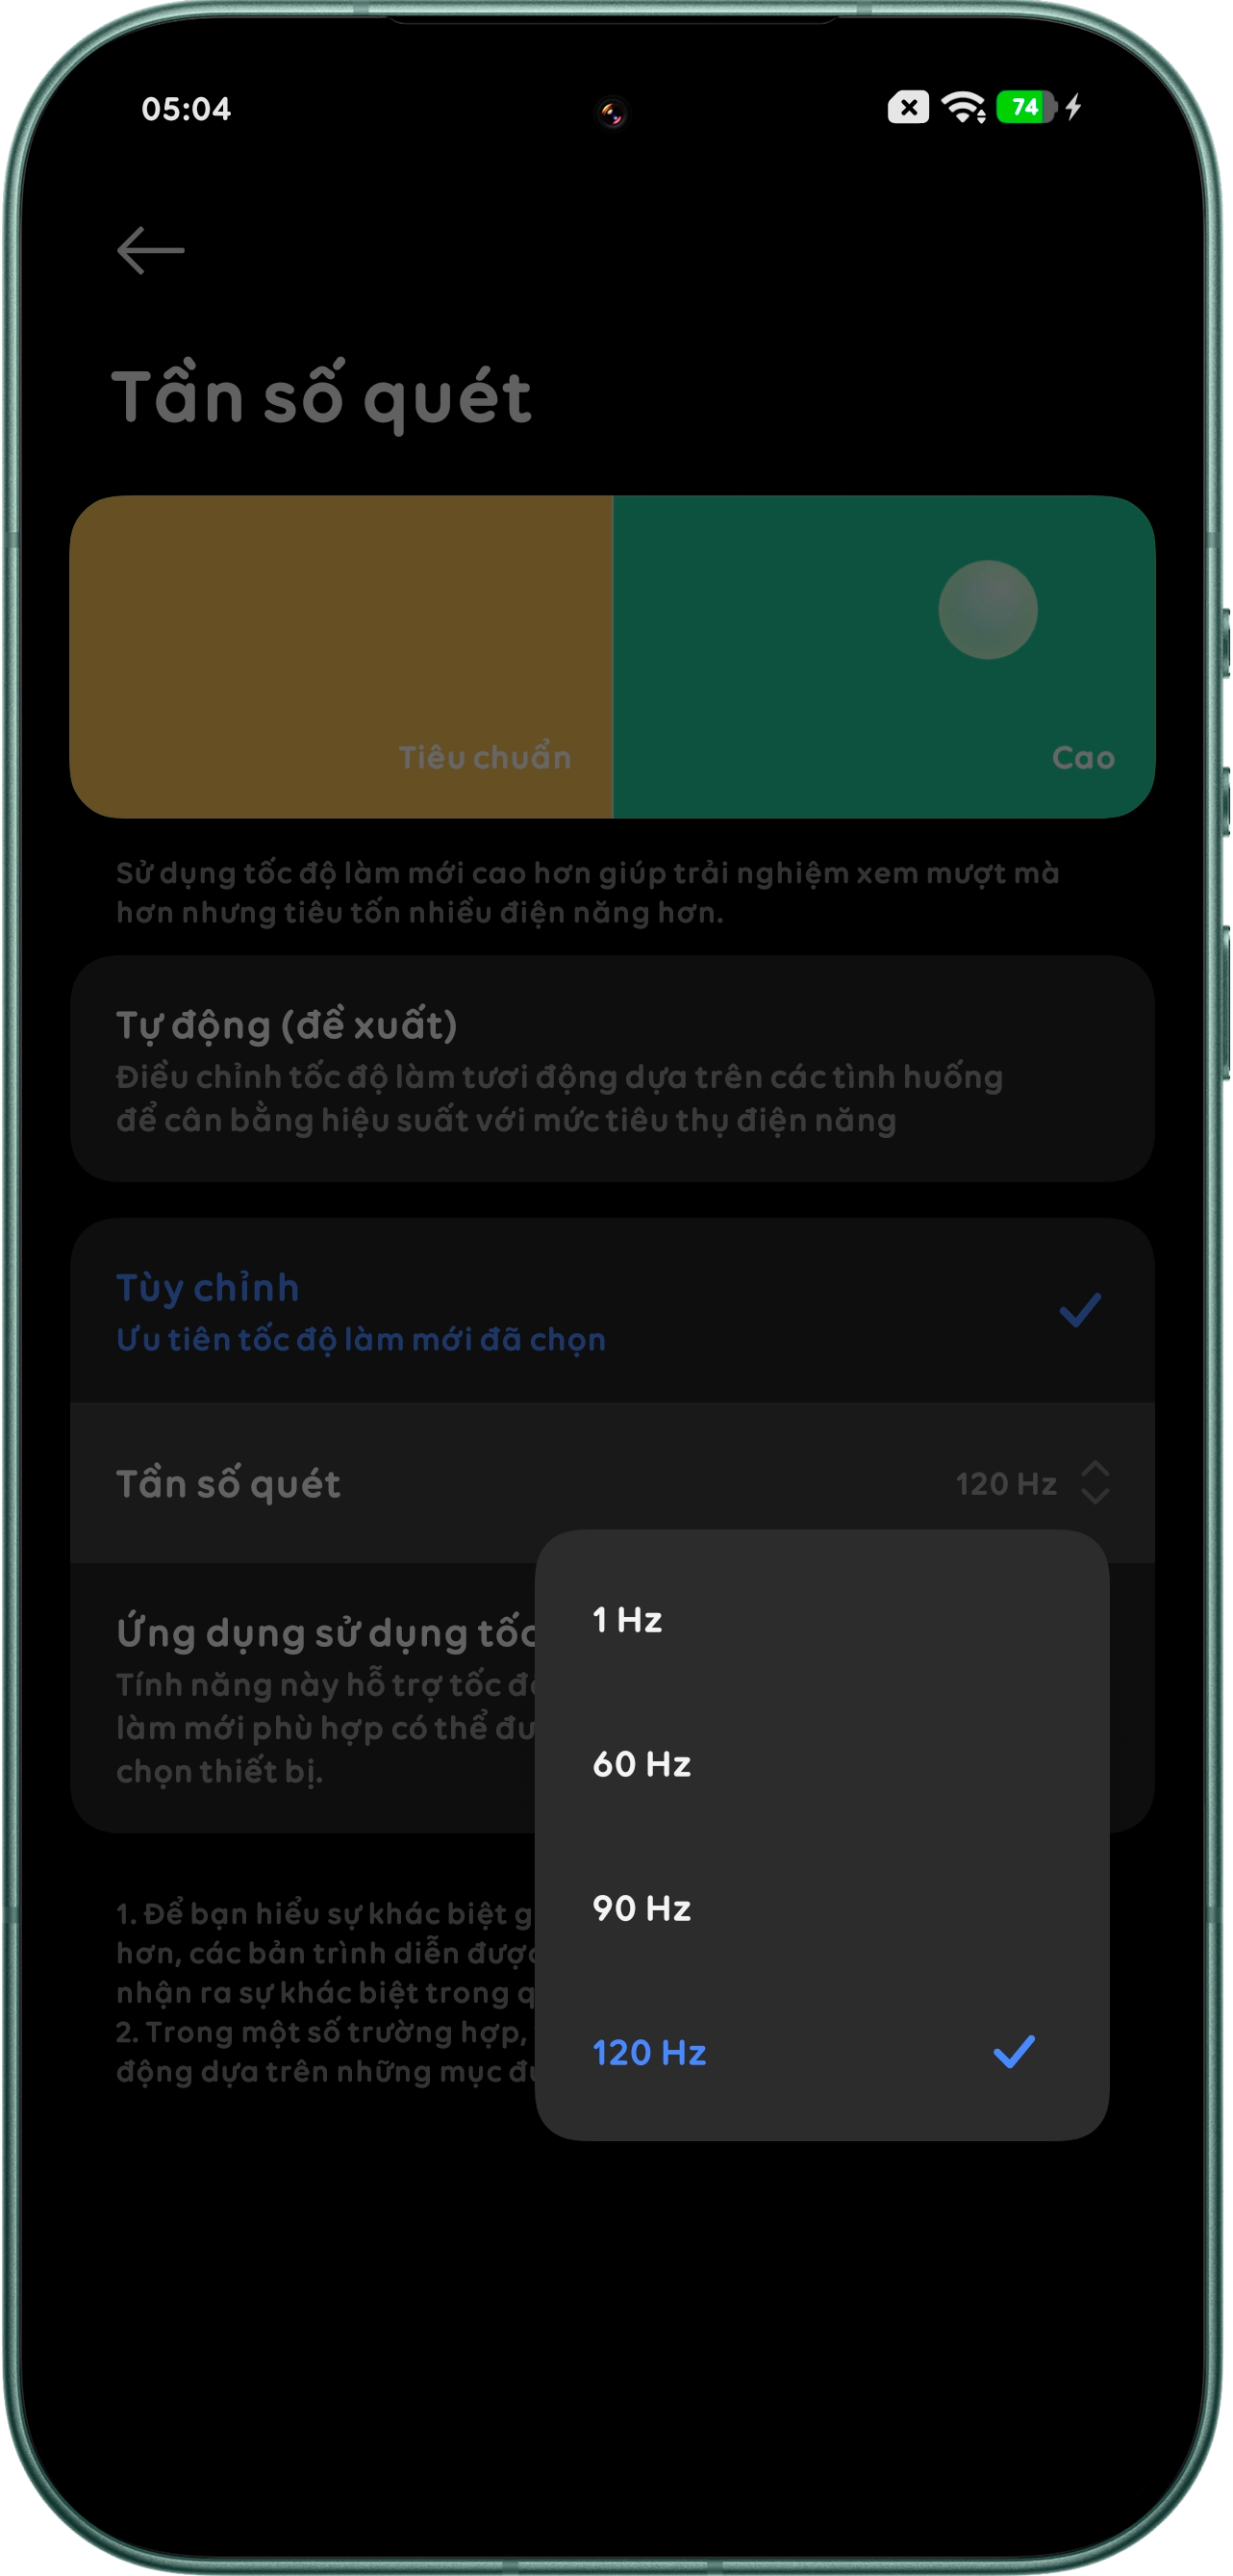 05:04
74
Tần số quét
Tiêu chuẩn
Cao
Sử dụng tốc độ làm mới cao hơn giúp trải nghiệm xem mượt mà
hơn nhưng tiêu tốn nhiều điện năng hơn.
Tự động (đề xuất)
Điều chỉnh tốc độ làm tươi động dựa trên các tình huống
để cân bằng hiệu suất với mức tiêu thụ điện năng
Tùy chỉnh
Ưu tiên tốc độ làm mới đã chọn
Tần số quét
120 Hz
Ứng dụng sử dụng tốc
Tính năng này hỗ trợ tốc
làm mới phù hợp có thể
chọn thiết bị.
1. Để bạn hiểu sự khác biệt
hơn, các bản trình diễn được
nhận ra sự khác biệt trong
2. Trong một số trường hợp,
động dựa trên những mục
1 Hz
60 Hz
90 Hz
120 Hz